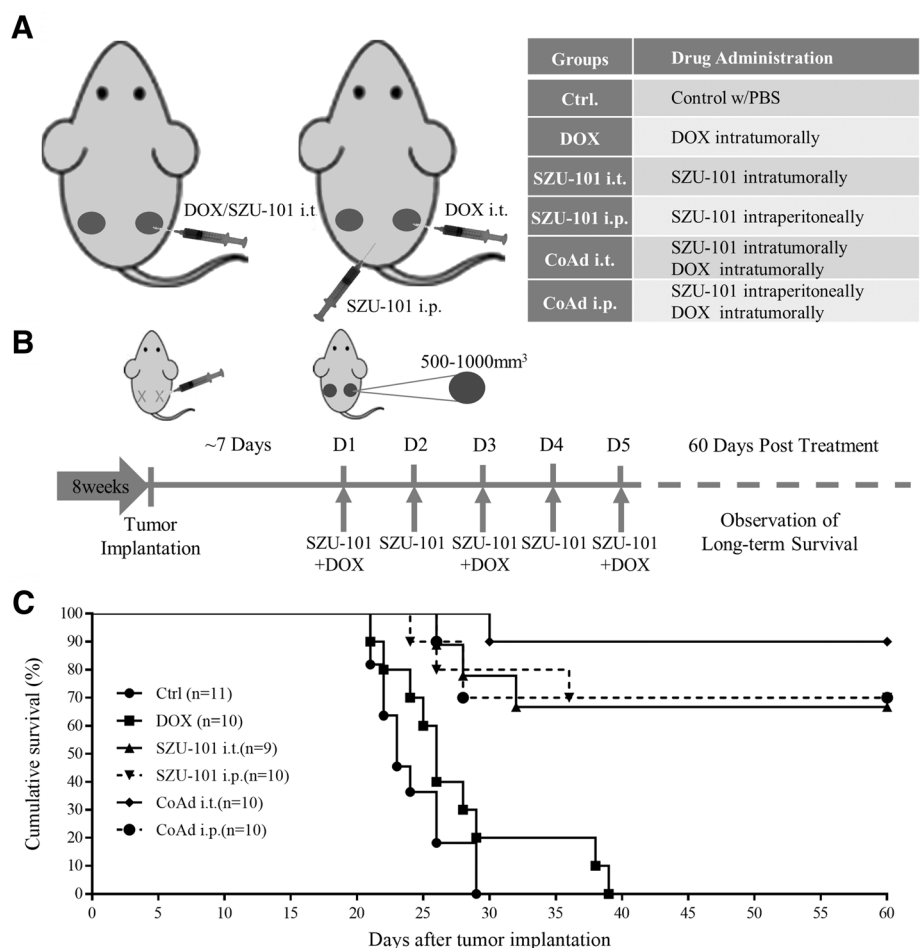 A
DOX/SZU-101 i.t
DOX i.t.
SZU-101 i.p.
Groups Drug Administration
Ctrl. Control w/PBS
DOX DOX intratumorally
SZU-101 i.t. SZU-101 intratumorally
SZU-101 i.p. SZU-101 intraperitoneally
CoAd i.t. SZU-101 intratumorally
DOX intratumorally
CoAd i.p. SZU-101 intraperitoneally
DOX intratumorally
B
500-1000mm³
~7 Days D1 D2 D3 D4 D5 60 Days Post Treatment
8weeks
Tumor
Implantation
SZU-101 SZU-101 SZU-101 SZU-101 SZU-101
+DOX +DOX +DOX
Observation of
Long-term Survival
C
Cumulative survival (%)
100
90
80
70
60
50
40
30
20
10
0
Ctrl (n=11)
DOX (n=10)
SZU-101 i.t.(n=9)
SZU-101 i.p.(n=10)
CoAd i.t.(n=10)
CoAd i.p.(n=10)
0 5 10 15 20 25 30 35 40 45 50 55 60
Days after tumor implantation